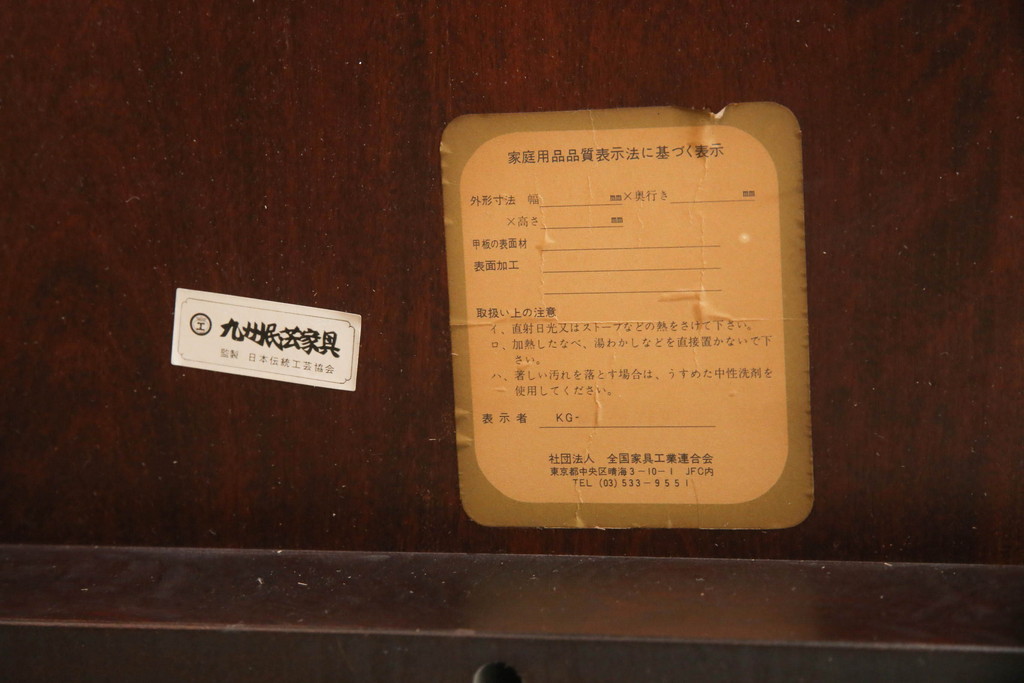 工
九州民芸家具
監製 日本伝統工芸協会
家庭用品品質表示法に基づく表示
外形寸法 幅 mm×奥行き mm
×高さ mm
甲板の表面材
表面加工
取扱い上の注意
イ、直射日光又はストーブなどの熱をさけて下さい。
ロ、加熱したなべ、湯わかしなどを直接置かないで下
さい。
ハ、著しい汚れを落とす場合は、うすめた中性洗剤を
使用してください。
表示者 KG-
社団法人 全国家具工業連合会
東京都中央区晴海3-10-1 JFC内
TEL (03)533-9551